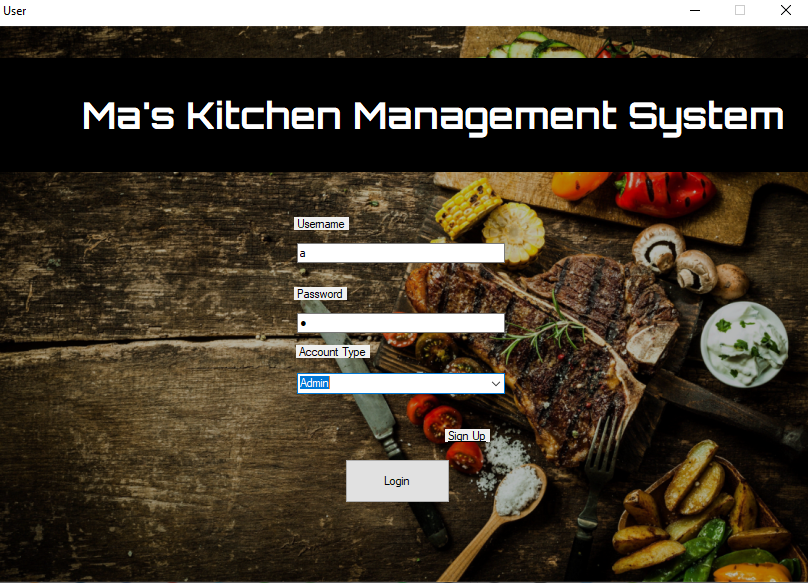 User
Ma's Kitchen Management System
Username
a
Password
●
Account Type
Admin
Sign Up
Login